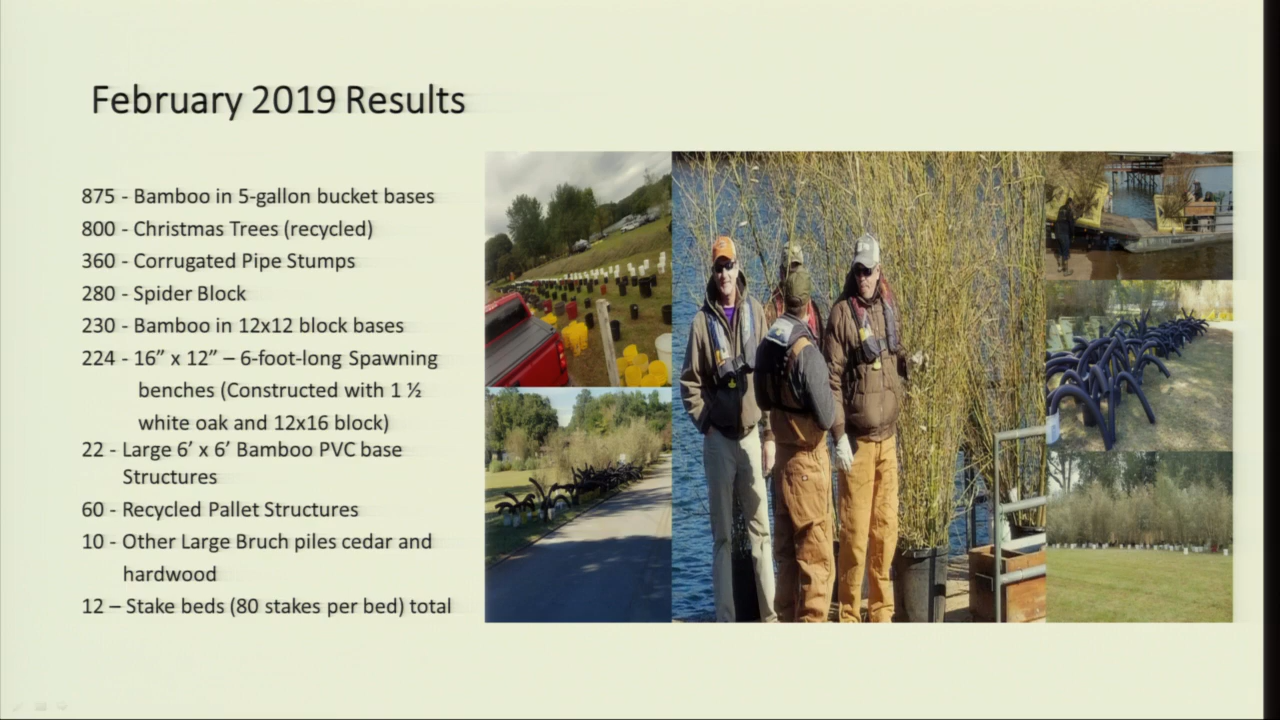 February 2019 Results
875 - Bamboo in 5-gallon bucket bases
800 - Christmas Trees (recycled)
360 - Corrugated Pipe Stumps
280 - Spider Block
230 - Bamboo in 12x12 block bases
224 - 16” x 12” – 6-foot-long Spawning
benches (Constructed with 1 ½
white oak and 12x16 block)
22 - Large 6’ x 6’ Bamboo PVC base
Structures
60 - Recycled Pallet Structures
10 - Other Large Bruch piles cedar and
hardwood
12 – Stake beds (80 stakes per bed) total